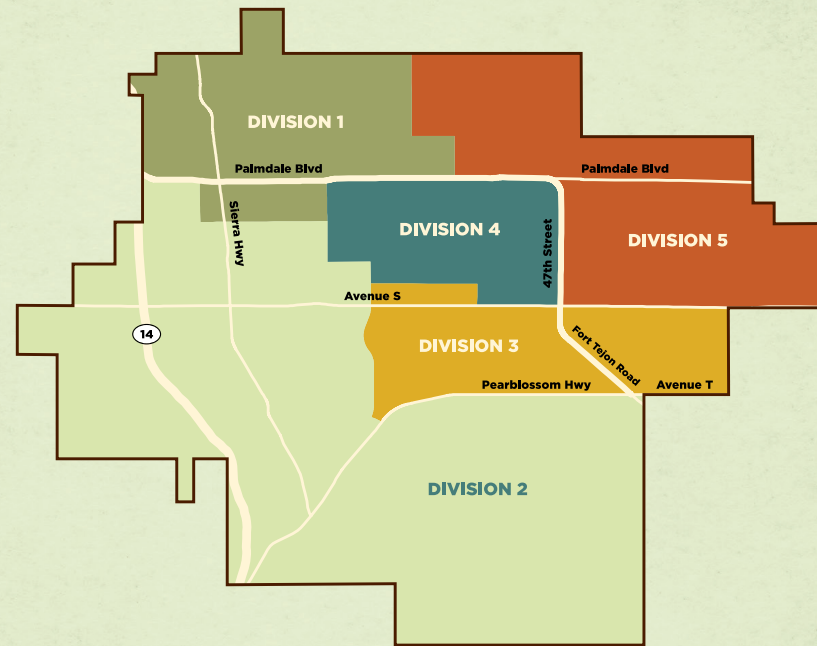 DIVISION 1
Palmdale Blvd
Palmdale Blvd
Sierra Hwy
DIVISION 4
47th Street
DIVISION 5
Avenue S
14
DIVISION 3
Fort Tejon Road
Pearblossom Hwy
Avenue T
DIVISION 2